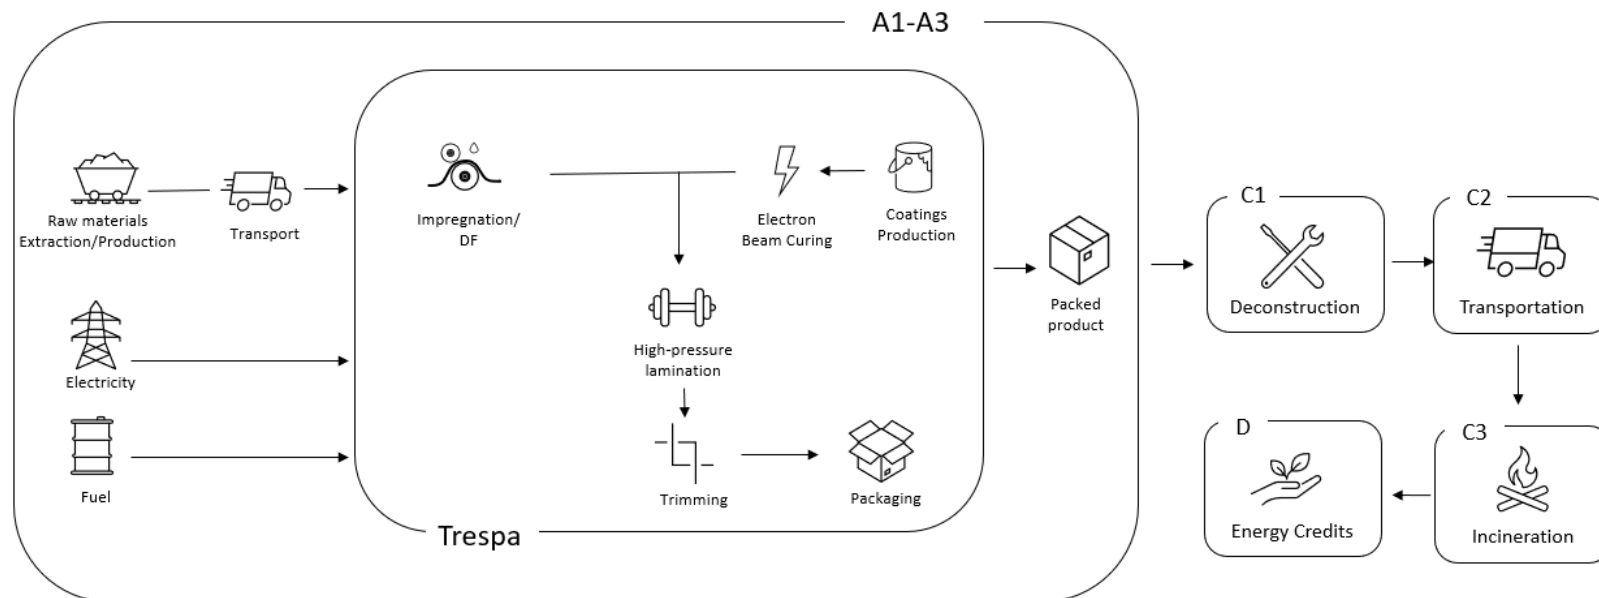 A1-A3
Raw materials
Extraction/Production
Transport
Electricity
Fuel
Impregnation/
DF
Electron
Beam Curing
Coatings
Production
High-pressure
lamination
Trimming
Packaging
Trespa
Packed
product
C1
Deconstruction
C2
Transportation
C3
Incineration
D
Energy Credits